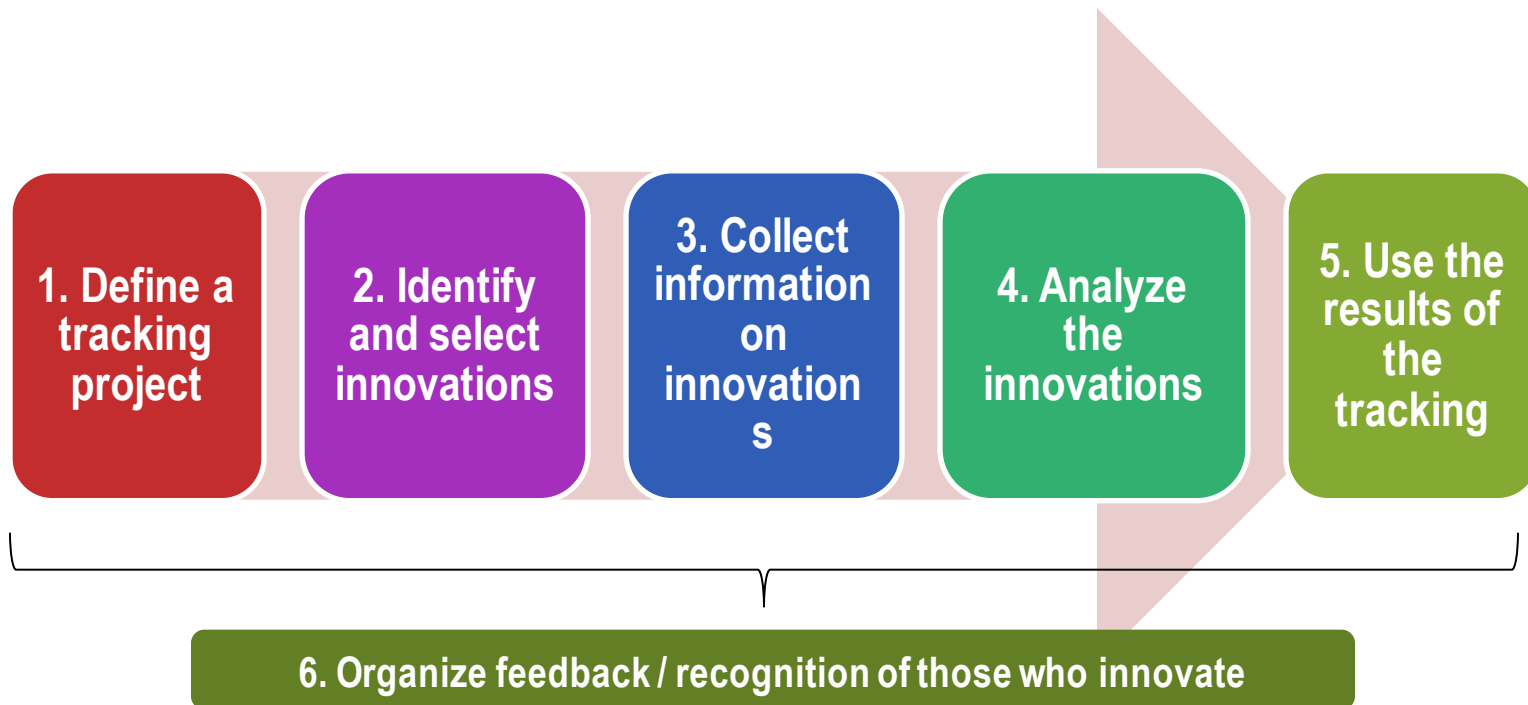 1. Define a
tracking
project
2. Identify
and select
innovations
3. Collect
information
on
innovation
s
4. Analyze
the
innovations
5. Use the
results of
the
tracking
6. Organize feedback / recognition of those who innovate